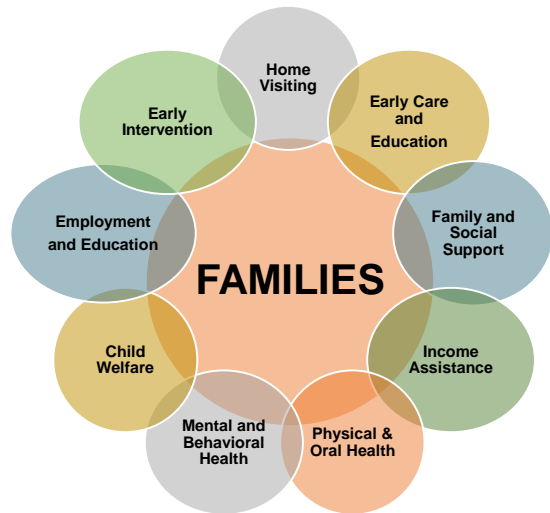 Home
Visiting
Early Care
and
Education
Family and
Social
Support
Income
Assistance
Physical &
Oral Health
Mental and
Behavioral
Health
Child
Welfare
Employment
and Education
Early
Intervention
FAMILIES